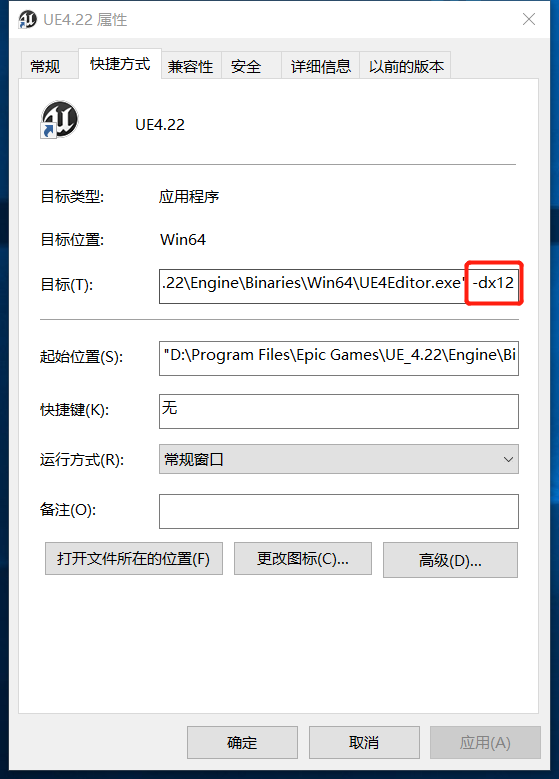 UE4.22 属性
常规 快捷方式 兼容性 安全 详细信息 以前的版本
UE4.22
目标类型: 应用程序
目标位置: Win64
目标(T): .22\Engine\Binaries\Win64\UE4Editor.exe" -dx12
起始位置(S): "D:\Program Files\Epic Games\UE_4.22\Engine\Bi
快捷键(K): 无
运行方式(R): 常规窗口
备注(O):
打开文件所在的位置(F) 更改图标(C)... 高级(D)...
确定 取消 应用(A)